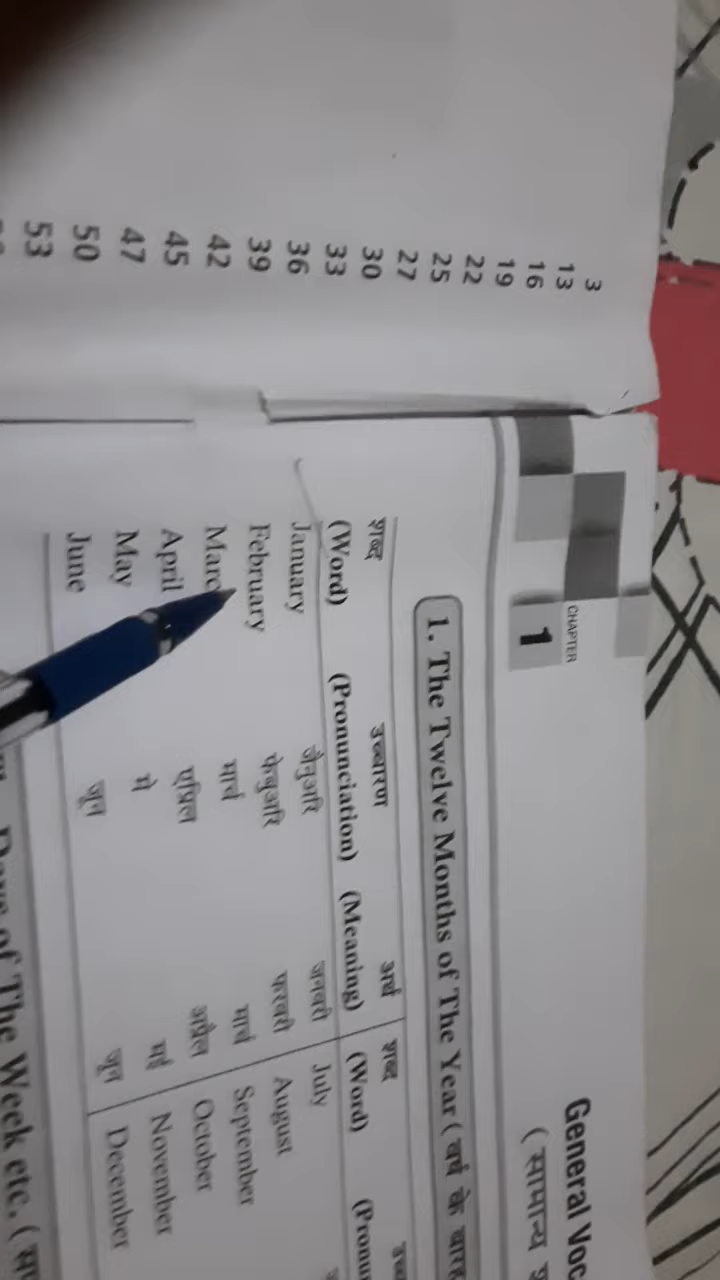 3
13
16
19
22
25
27
30
33
36
39
42
45
47
50
53
CHAPTER
1
General Voc
( सामान्य
1. The Twelve Months of The Year ( वर्ष के बारह
शब्द उच्चारण अर्थ शब्द
(Word) (Pronunciation) (Meaning) (Word) (Pronu
January जैनुअरि जनवरी July
February फेब्रुअरि फरवरी August
Marc मार्च मार्च September
April एप्रिल अप्रैल October
May मे मई November
June जून जून December
Days of The Week etc. (